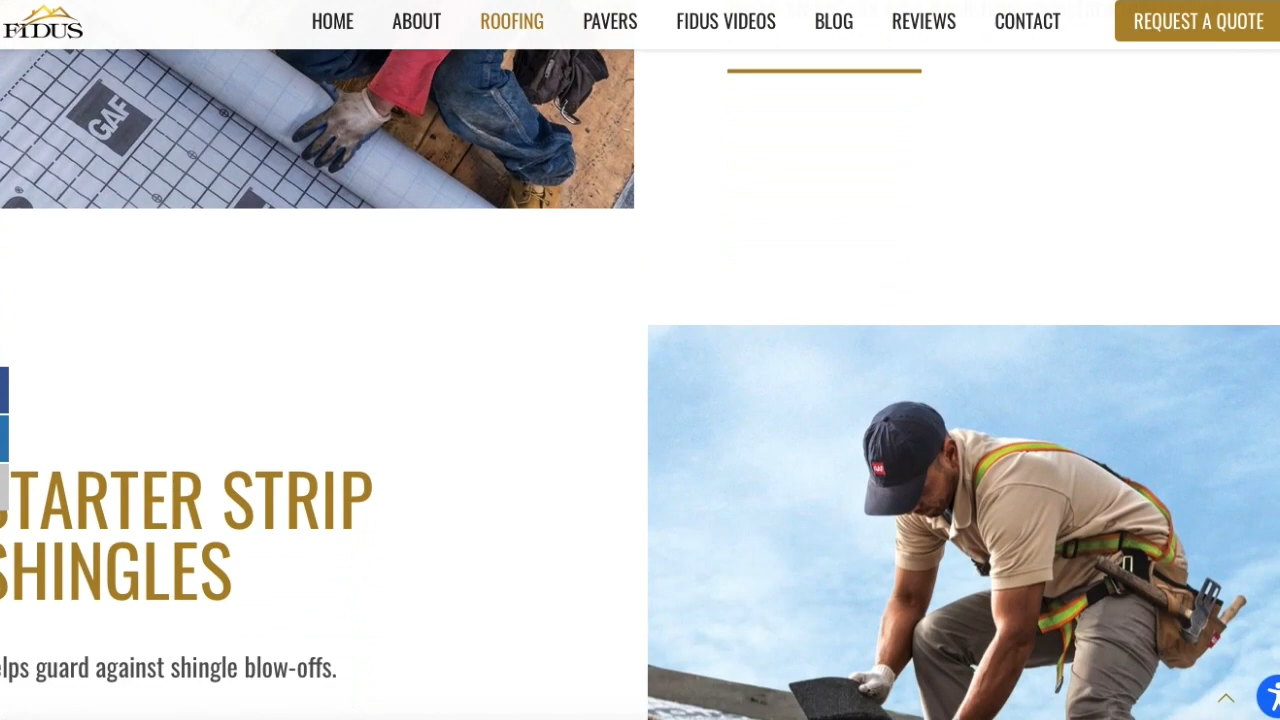 FIDUS
HOME ABOUT ROOFING PAVERS FIDUS VIDEOS BLOG REVIEWS CONTACT REQUEST A QUOTE
GAF
TARTER STRIP
SHINGLES
elps guard against shingle blow-offs.